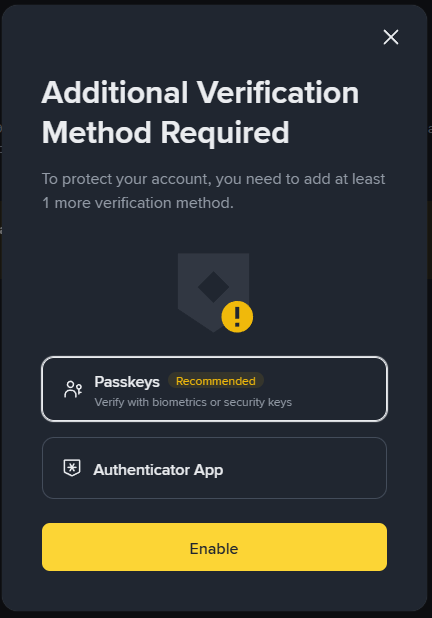 Additional Verification
Method Required
To protect your account, you need to add at least
1 more verification method.
Passkeys Recommended
Verify with biometrics or security keys
Authenticator App
Enable